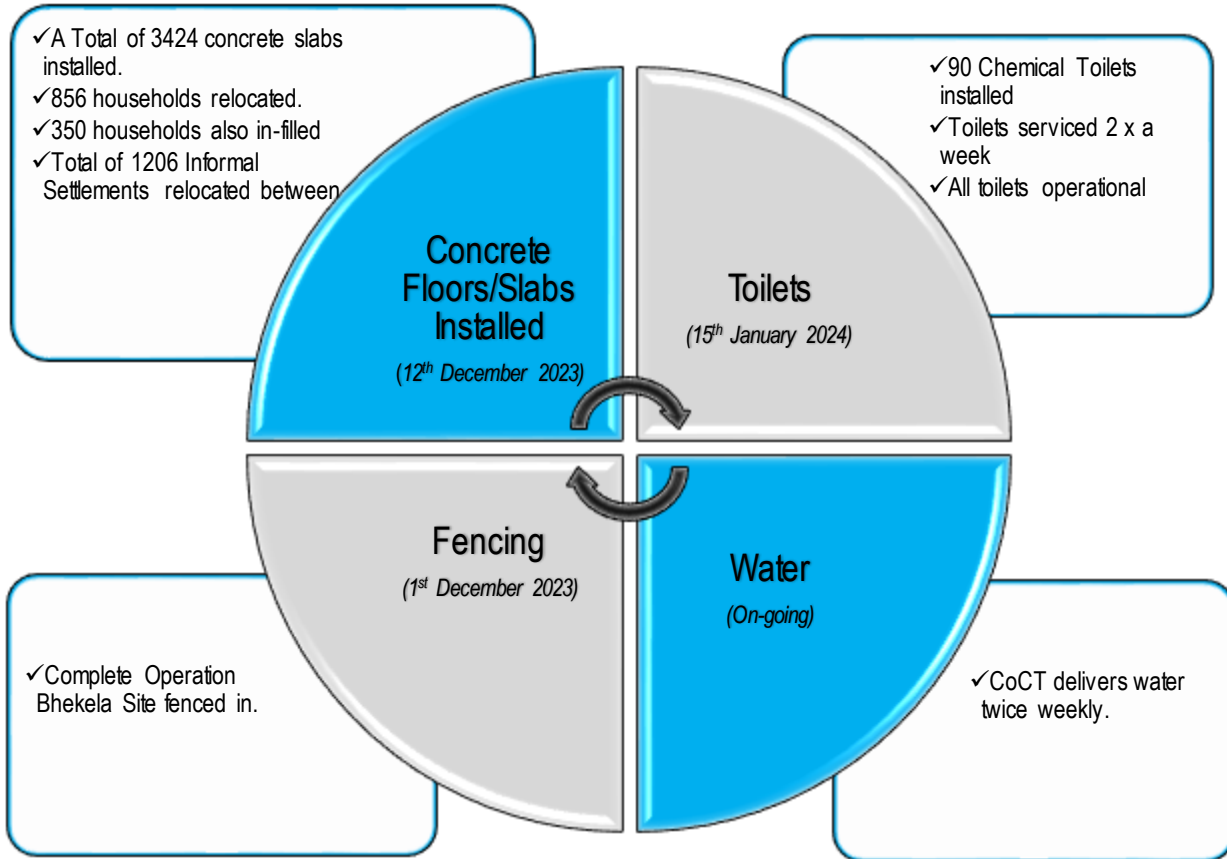 ✓A Total of 3424 concrete slabs
installed.
✓856 households relocated.
✓350 households also in-filled
✓Total of 1206 Informal
Settlements relocated between
✓90 Chemical Toilets
installed
✓Toilets serviced 2 x a
week
✓All toilets operational
Concrete
Floors/Slabs
Installed
(12th December 2023)
Toilets
(15th January 2024)
Fencing
(1st December 2023)
Water
(On-going)
✓Complete Operation
Bhekela Site fenced in.
✓CoCT delivers water
twice weekly.